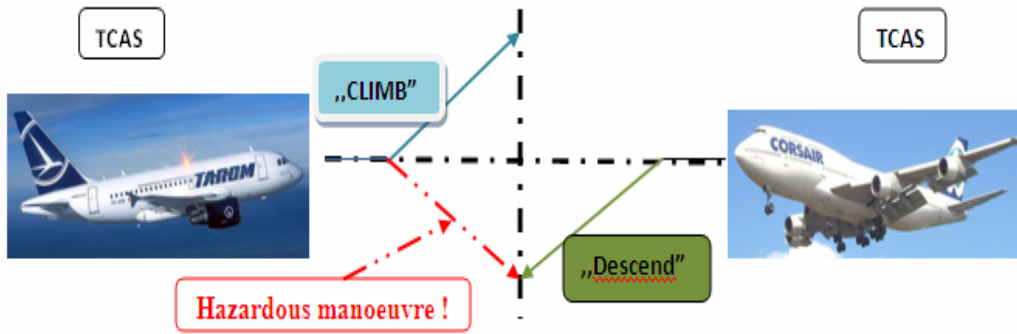 TCAS
TCAS
,,CLIMB”
TAROM
CORSAIR
,,Descend”
Hazardous manoeuvre !